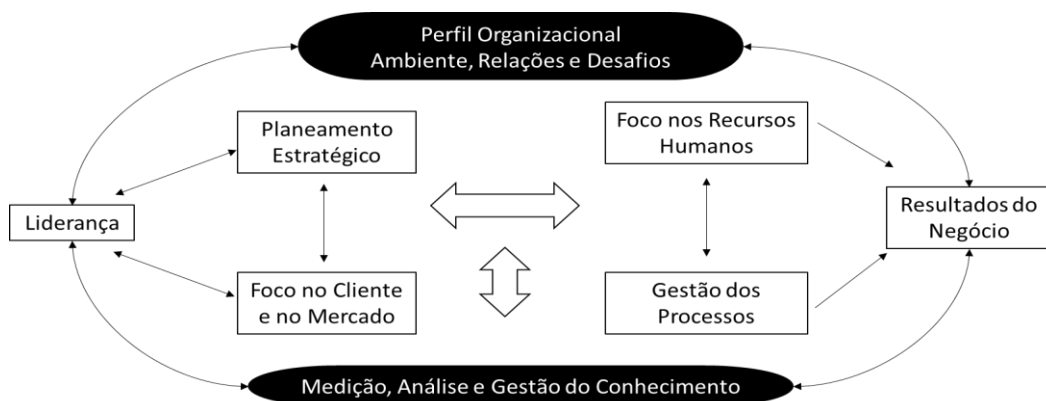 Perfil Organizacional
Ambiente, Relações e Desafios
Planeamento
Estratégico
Foco nos Recursos
Humanos
Liderança
Resultados do
Negócio
Foco no Cliente
e no Mercado
Gestão dos
Processos
Medição, Análise e Gestão do Conhecimento